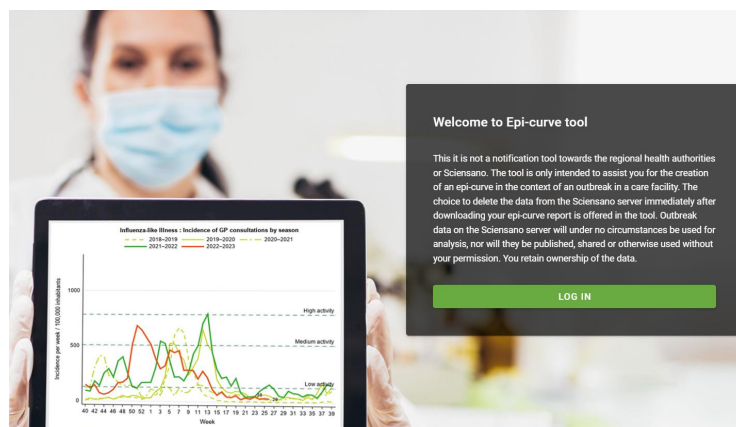 Welcome to Epi-curve tool
This it is not a notification tool towards the regional health authorities
or Sciensano. The tool is only intended to assist you for the creation
of an epi-curve in the context of an outbreak in a care facility. The
choice to delete the data from the Sciensano server immediately after
downloading your epi-curve report is offered in the tool. Outbreak
data on the Sciensano server will under no circumstances be used for
analysis, nor will they be published, shared or otherwise used without
your permission. You retain ownership of the data.
LOG IN
Influenza-like Illness : Incidence of GP consultations by season
2018–2019 2019–2020 2020–2021
2021–2022 2022–2023
Incidence per week / 100,000 inhabitants
1000
High activity
500
Medium activity
Low activity
0
40 42 44 46 48 50 52 1 3 5 7 9 11 13 15 17 19 21 23 25 27 29 31 33 35 37 39
Week